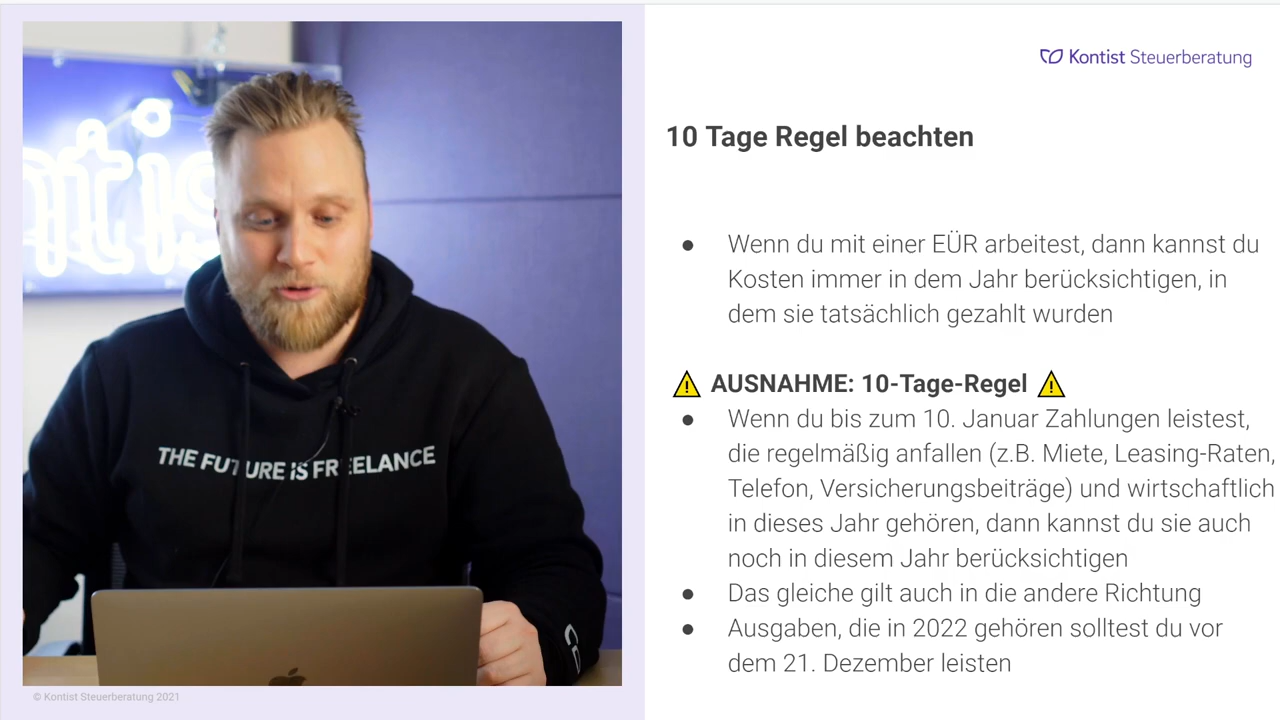 ntis
THE FUTURE IS FREELANCE
© Kontist Steuerberatung 2021
Kontist Steuerberatung
10 Tage Regel beachten
● Wenn du mit einer EÜR arbeitest, dann kannst du
Kosten immer in dem Jahr berücksichtigen, in
dem sie tatsächlich gezahlt wurden
⚠️ AUSNAHME: 10-Tage-Regel ⚠️
● Wenn du bis zum 10. Januar Zahlungen leistest,
die regelmäßig anfallen (z.B. Miete, Leasing-Raten,
Telefon, Versicherungsbeiträge) und wirtschaftlich
in dieses Jahr gehören, dann kannst du sie auch
noch in diesem Jahr berücksichtigen
● Das gleiche gilt auch in die andere Richtung
● Ausgaben, die in 2022 gehören solltest du vor
dem 21. Dezember leisten